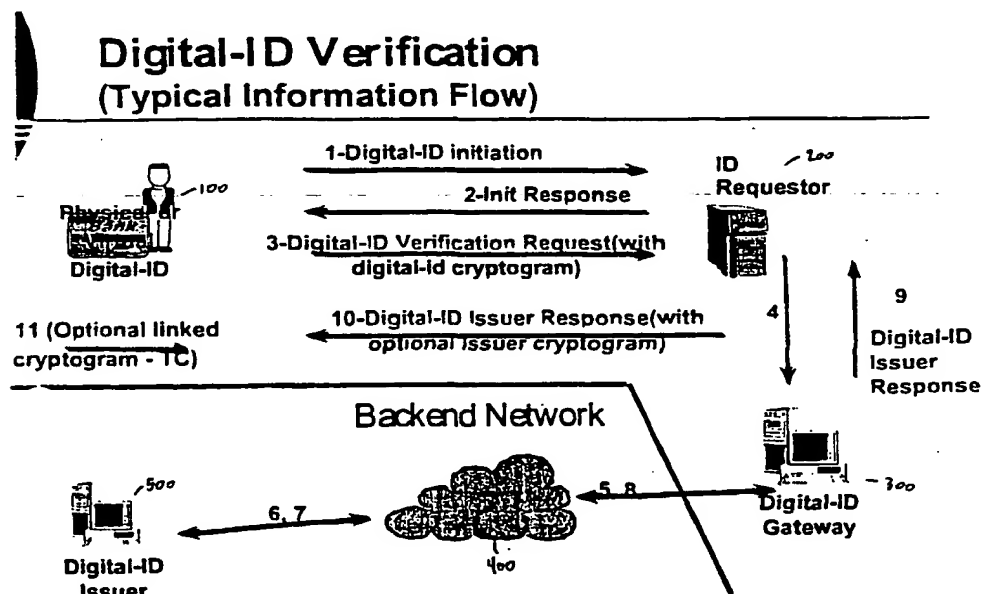 Digital-ID Verification
(Typical Information Flow)
1-Digital-ID initiation
ID
Requestor
200
100
2-Init Response
Physical or
Bank
Digital-ID
3-Digital-ID Verification Request(with
digital-id cryptogram)
4
9
Digital-ID
Issuer
Response
11 (Optional linked
cryptogram - TC)
10-Digital-ID Issuer Response(with
optional Issuer cryptogram)
Backend Network
500
6, 7
5, 8
300
Digital-ID
Gateway
400
Digital-ID
Issuer